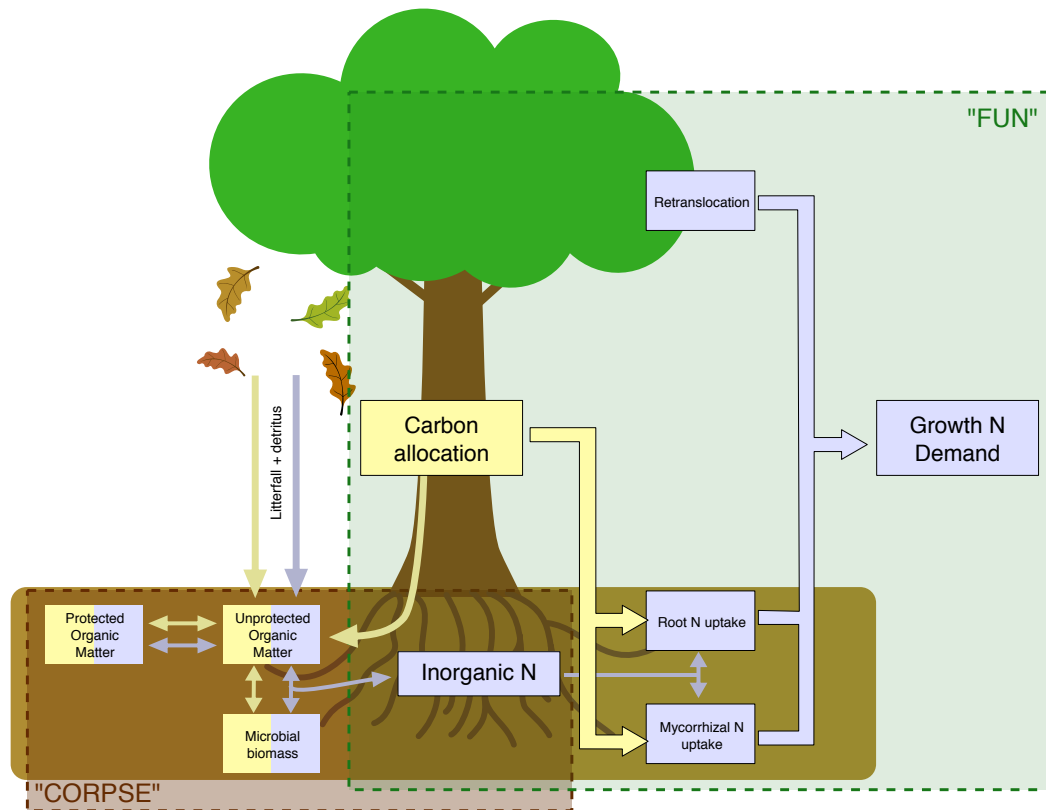 "FUN"
Retranslocation
Litterfall + detritus
Carbon
allocation
Growth N
Demand
Protected
Organic
Matter
Unprotected
Organic
Matter
Root N uptake
Inorganic N
Microbial
biomass
Mycorrhizal N
uptake
"CORPSE"